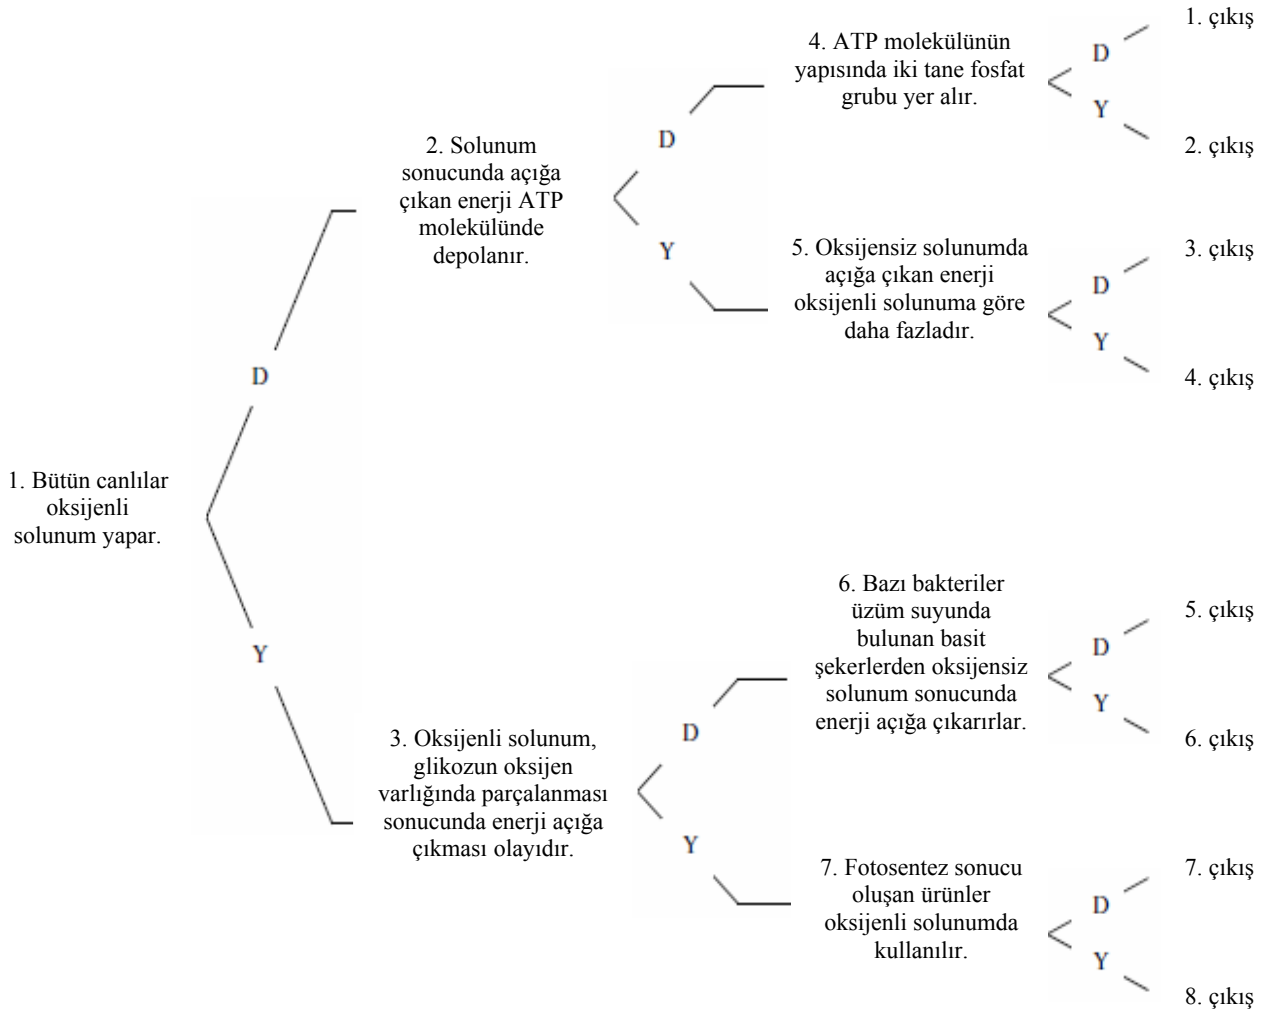 1. Bütün canlılar
oksijenli
solunum yapar.
D
Y
2. Solunum
sonucunda açığa
çıkan enerji ATP
molekülünde
depolanır.
D
Y
3. Oksijenli solunum,
glikozun oksijen
varlığında parçalanması
sonucunda enerji açığa
çıkması olayıdır.
D
Y
4. ATP molekülünün
yapısında iki tane fosfat
grubu yer alır.
D
Y
1. çıkış
2. çıkış
5. Oksijensiz solunumda
açığa çıkan enerji
oksijenli solunuma göre
daha fazladır.
D
Y
3. çıkış
4. çıkış
6. Bazı bakteriler
üzüm suyunda
bulunan basit
şekerlerden oksijensiz
solunum sonucunda
enerji açığa çıkarırlar.
D
Y
5. çıkış
6. çıkış
7. Fotosentez sonucu
oluşan ürünler
oksijenli solunumda
kullanılır.
D
Y
7. çıkış
8. çıkış